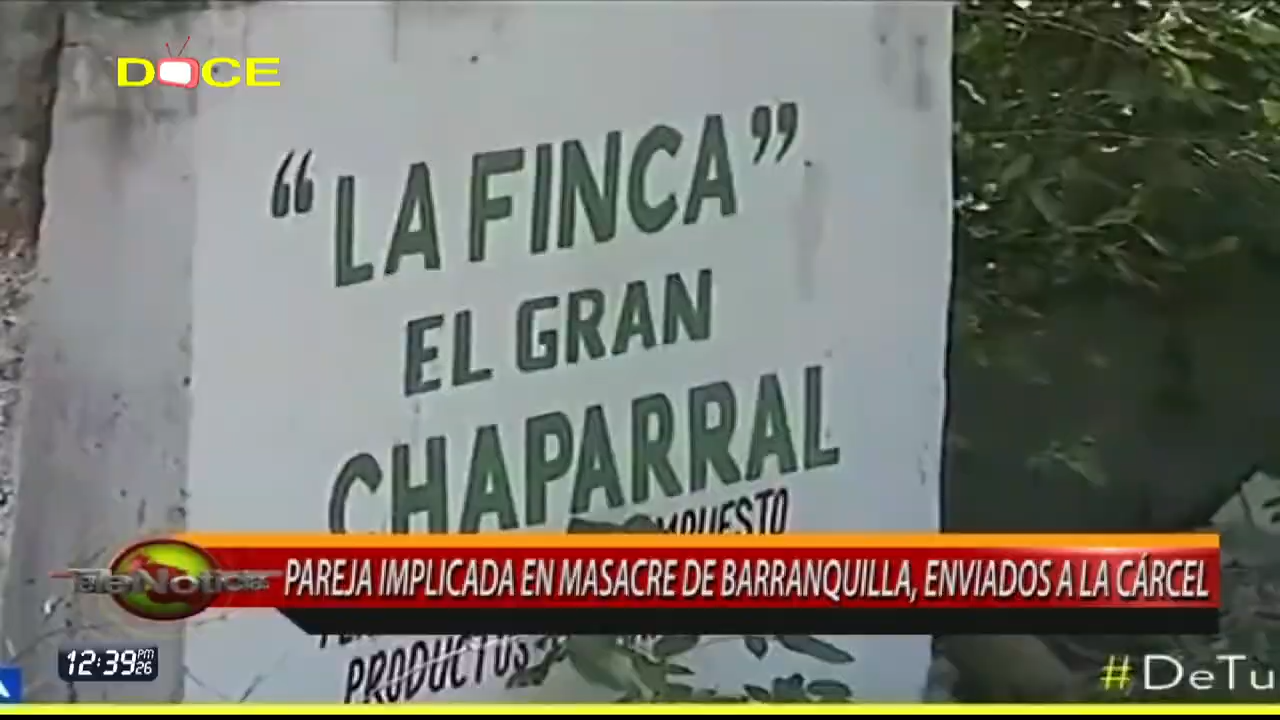 DOCE
“LA FINCA”
EL GRAN
CHAPARRAL
PAREJA IMPLICADA EN MASACRE DE BARRANQUILLA, ENVIADOS A LA CÁRCEL
PRODUCTOS
12:39 PM
26
#DeTu
A